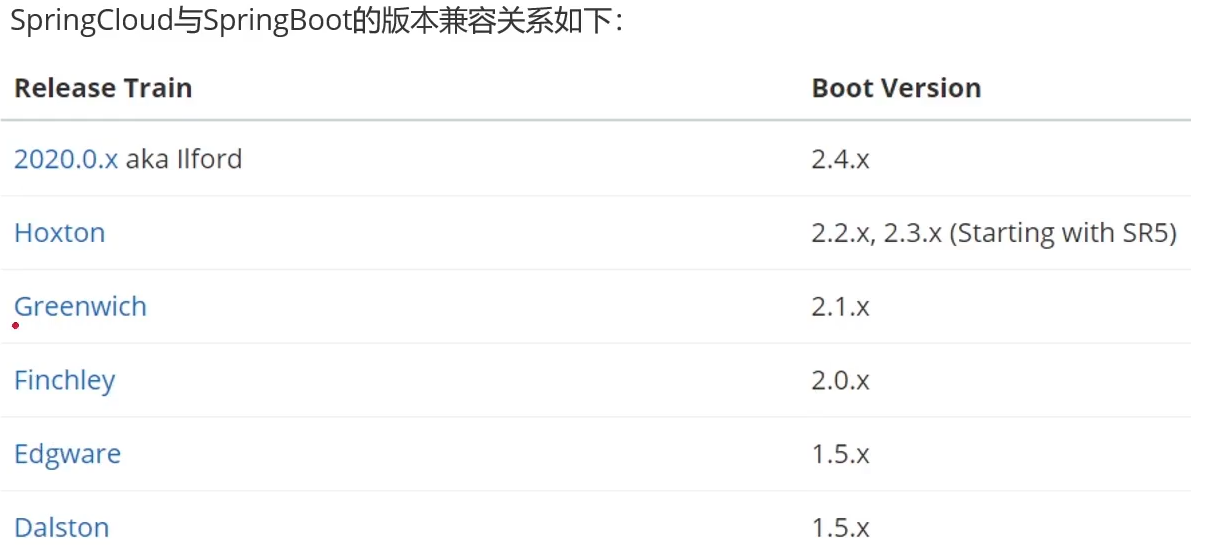 SpringCloud与SpringBoot的版本兼容关系如下：
Release Train Boot Version
2020.0.x aka Ilford 2.4.x
Hoxton 2.2.x, 2.3.x (Starting with SR5)
Greenwich 2.1.x
Finchley 2.0.x
Edgware 1.5.x
Dalston 1.5.x